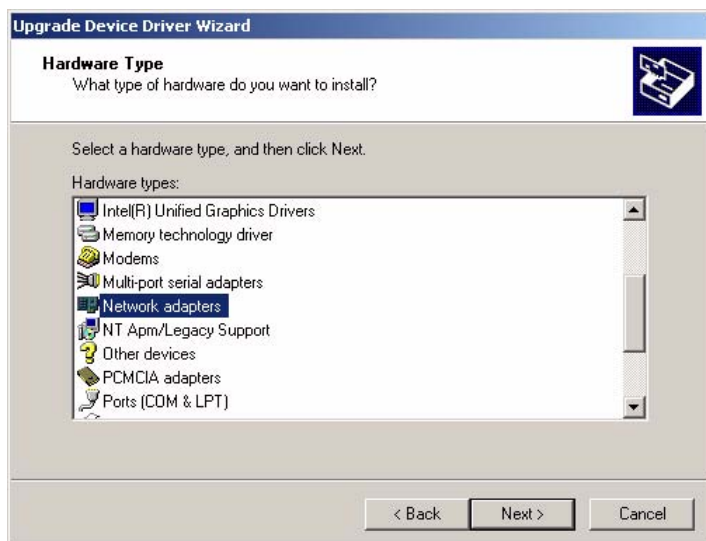 Upgrade Device Driver Wizard
Hardware Type
What type of hardware do you want to install?
Select a hardware type, and then click Next.
Hardware types:
Intel(R) Unified Graphics Drivers
Memory technology driver
Modems
Multi-port serial adapters
Network adapters
NT Apm/Legacy Support
Other devices
PCMCIA adapters
Ports (COM & LPT)
< Back Next > Cancel